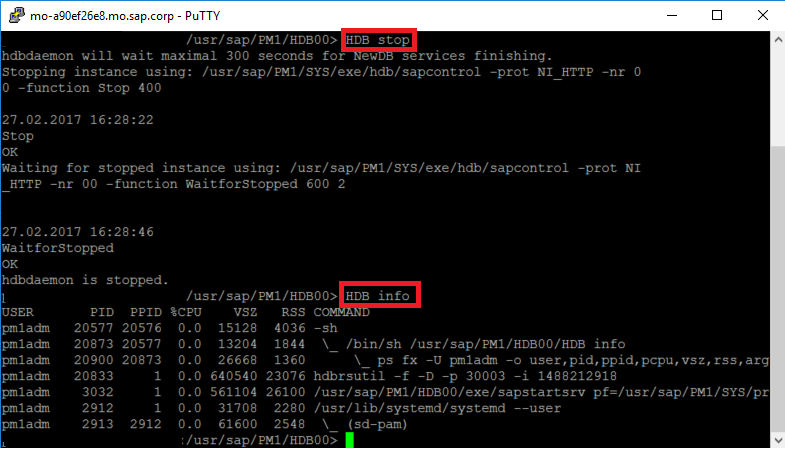 mo-a90ef26e8.mo.sap.corp - PuTTY
/usr/sap/PM1/HDB00> HDB stop
hdbdaemon will wait maximal 300 seconds for NewDB services finishing.
Stopping instance using: /usr/sap/PM1/SYS/exe/hdb/sapcontrol -prot NI_HTTP -nr 0
0 -function Stop 400
27.02.2017 16:28:22
Stop
OK
Waiting for stopped instance using: /usr/sap/PM1/SYS/exe/hdb/sapcontrol -prot NI
_HTTP -nr 00 -function WaitforStopped 600 2
27.02.2017 16:28:46
WaitforStopped
OK
hdbdaemon is stopped.
/usr/sap/PM1/HDB00> HDB info
USER PID PPID %CPU VSZ RSS COMMAND
pm1adm 20577 20576 0.0 15128 4036 -sh
pm1adm 20873 20577 0.0 13204 1844 \_ /bin/sh /usr/sap/PM1/HDB00/HDB info
pm1adm 20900 20873 0.0 26668 1360 \_ ps fx -U pm1adm -o user,pid,ppid,pcpu,vsz,rss,arg
pm1adm 20833 1 0.0 640540 23076 hdbrsutil -f -D -p 30003 -i 1488212918
pm1adm 3032 1 0.0 561104 26100 /usr/sap/PM1/HDB00/exe/sapstartsrv pf=/usr/sap/PM1/SYS/pr
pm1adm 2912 1 0.0 31708 2280 /usr/lib/systemd/systemd --user
pm1adm 2913 2912 0.0 61600 2548 \_ (sd-pam)
:/usr/sap/PM1/HDB00>